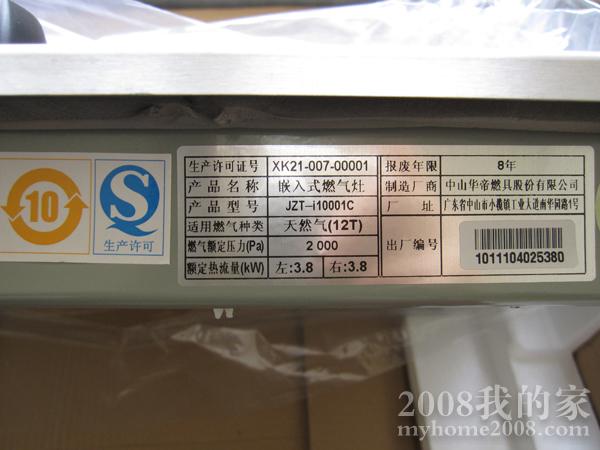 10
生产许可
生产许可证号 XK21-007-00001 报废年限 8年
产品名称 嵌入式燃气灶 制造厂商 中山华帝燃具股份有限公司
产品型号 JZT-i10001C 厂址 广东省中山市小榄镇工业大道南华园路1号
适用燃气种类 天然气(12T) 出厂编号
燃气额定压力(Pa) 2 000
额定热流量(kW) 左:3.8 右:3.8
1011104025380
2008我的家
myhome2008.com